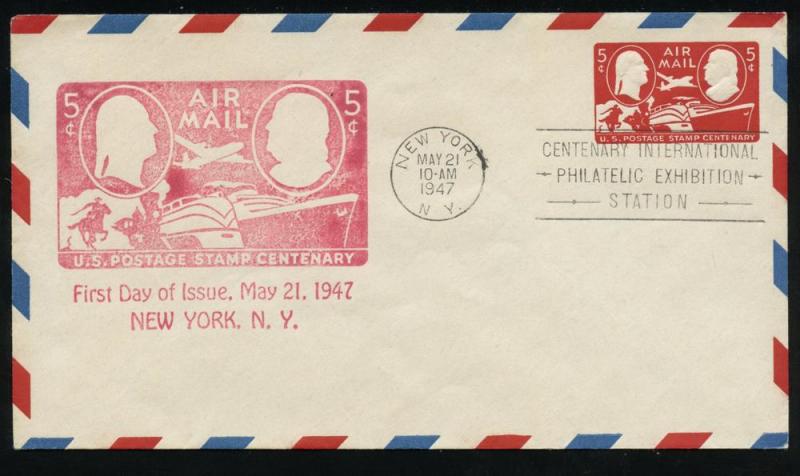 5¢ AIR MAIL 5¢
U.S. POSTAGE STAMP CENTENARY
First Day of Issue, May 21, 1947
NEW YORK, N. Y.
NEW YORK
MAY 21
10-AM
1947
N. Y.
5¢ AIR MAIL 5¢
U.S. POSTAGE STAMP CENTENARY
CENTENARY INTERNATIONAL
PHILATELIC EXHIBITION
STATION